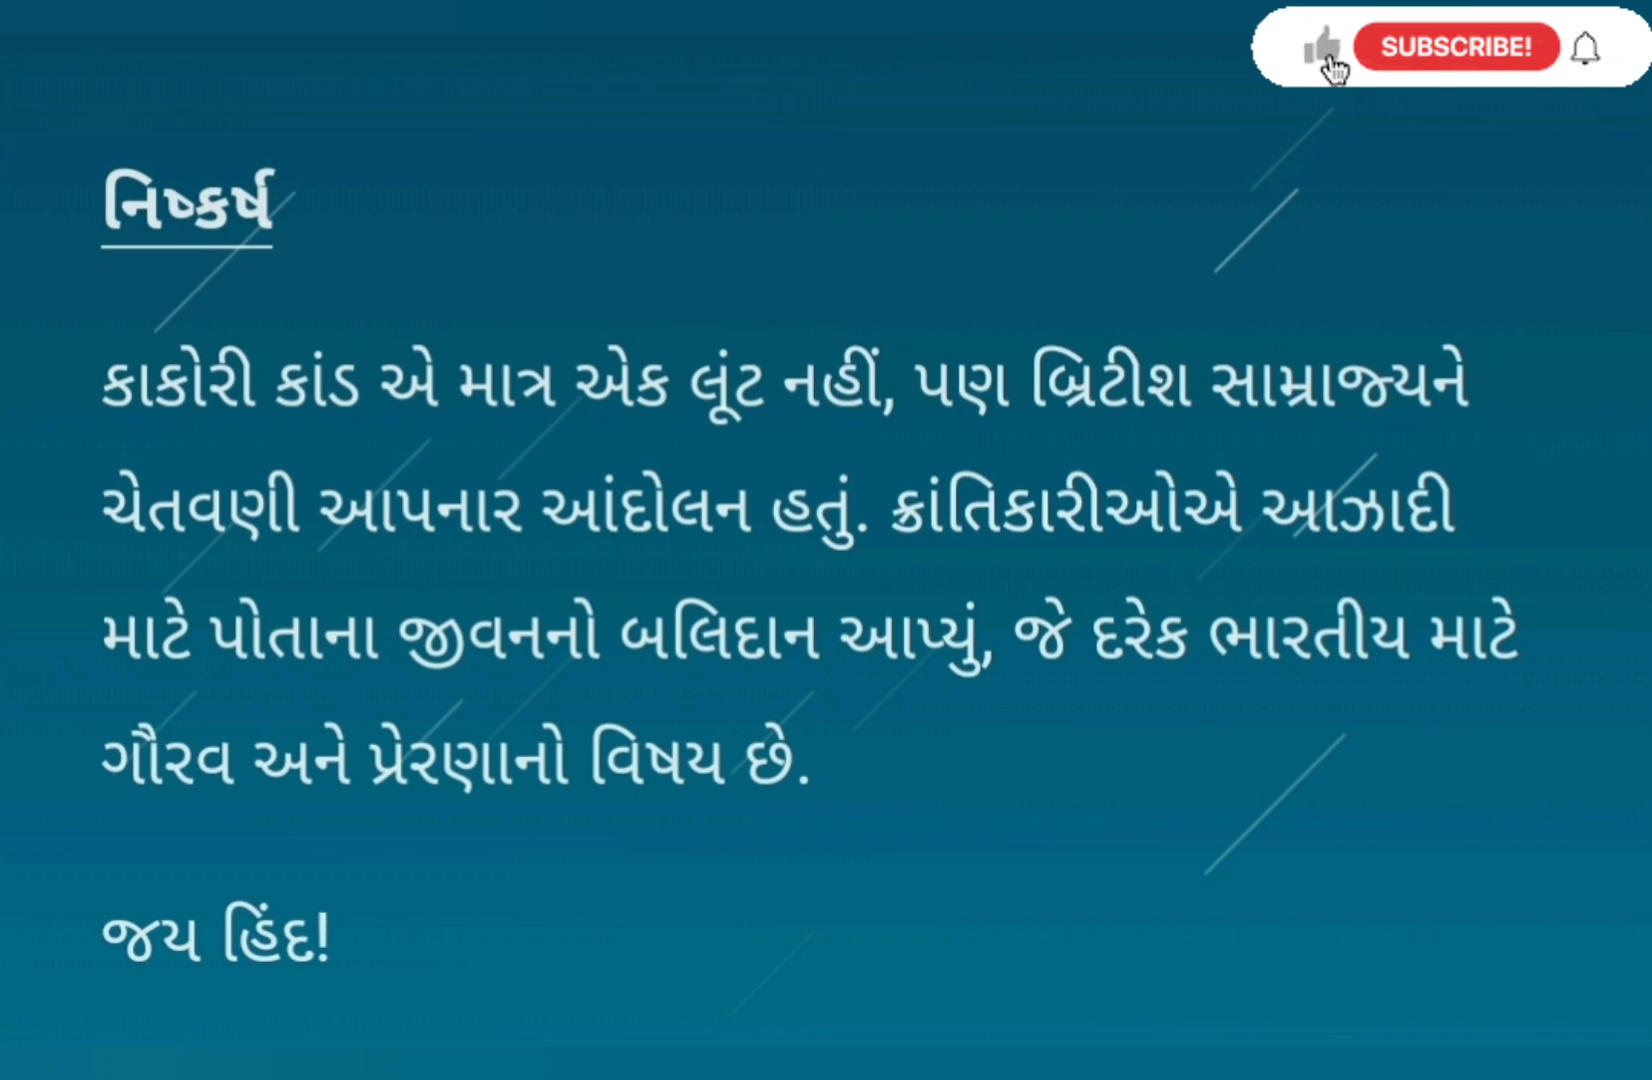 SUBSCRIBE!
નિષ્કર્ષ
કાકોરી કાંડ એ માત્ર એક લૂંટ નહીં, પણ બ્રિટીશ સામ્રાજ્યને
ચેતવણી આપનાર આંદોલન હતું. ક્રાંતિકારીઓએ આઝાદી
માટે પોતાના જીવનનો બલિદાન આપ્યું, જે દરેક ભારતીય માટે
ગૌરવ અને પ્રેરણાનો વિષય છે.
જય હિંદ!